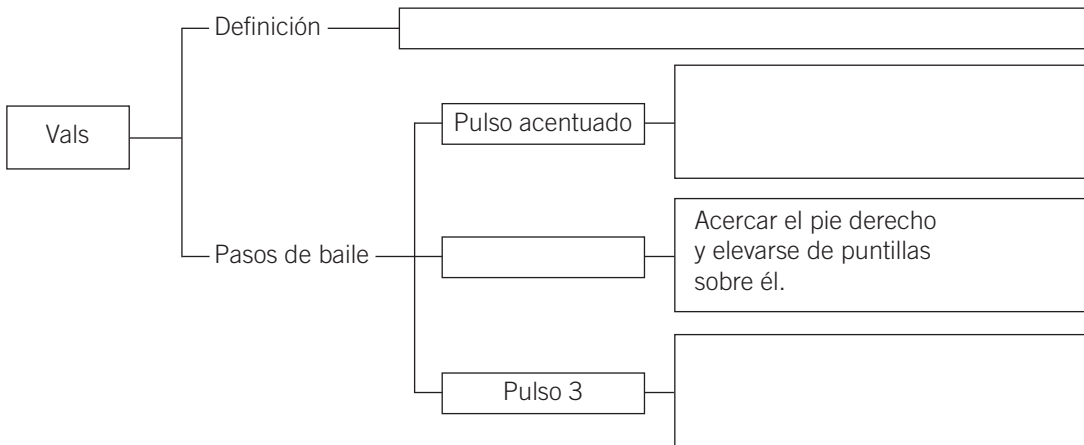 Definición
Vals
Pulso acentuado
Pasos de baile
Acercar el pie derecho
y elevarse de puntillas
sobre él.
Pulso 3